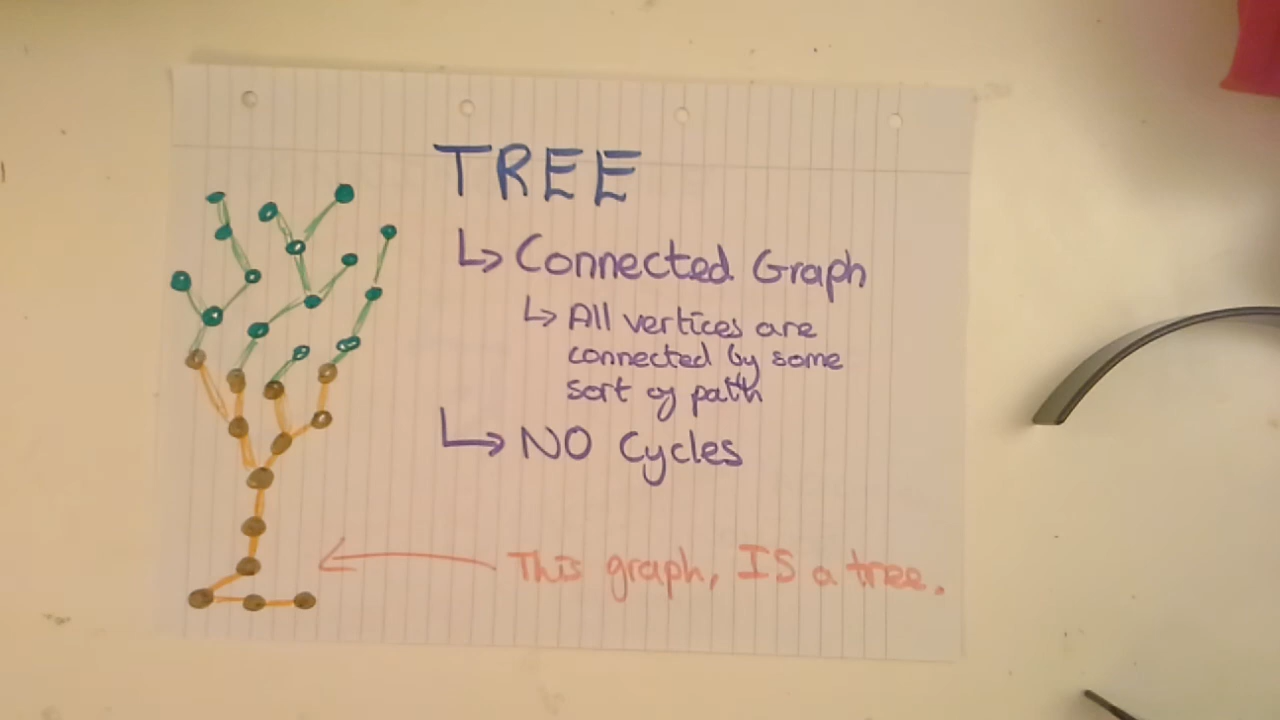 TREE
↳ Connected Graph
↳ All vertices are
connected by some
sort of path
↳ NO Cycles
This graph, IS a tree.